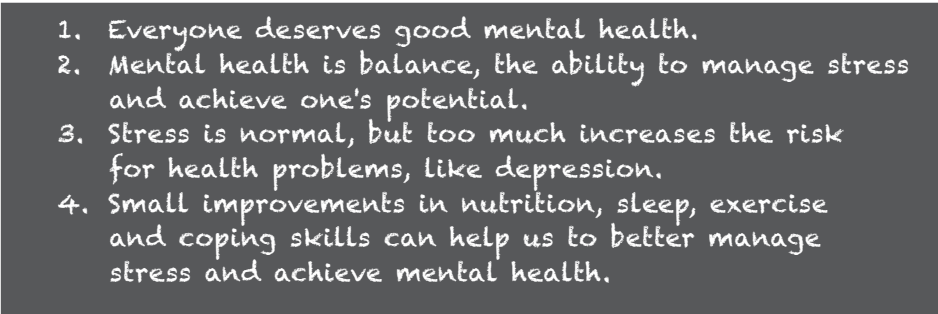 1. Everyone deserves good mental health.
2. Mental health is balance, the ability to manage stress
and achieve one's potential.
3. Stress is normal, but too much increases the risk
for health problems, like depression.
4. Small improvements in nutrition, sleep, exercise
and coping skills can help us to better manage
stress and achieve mental health.